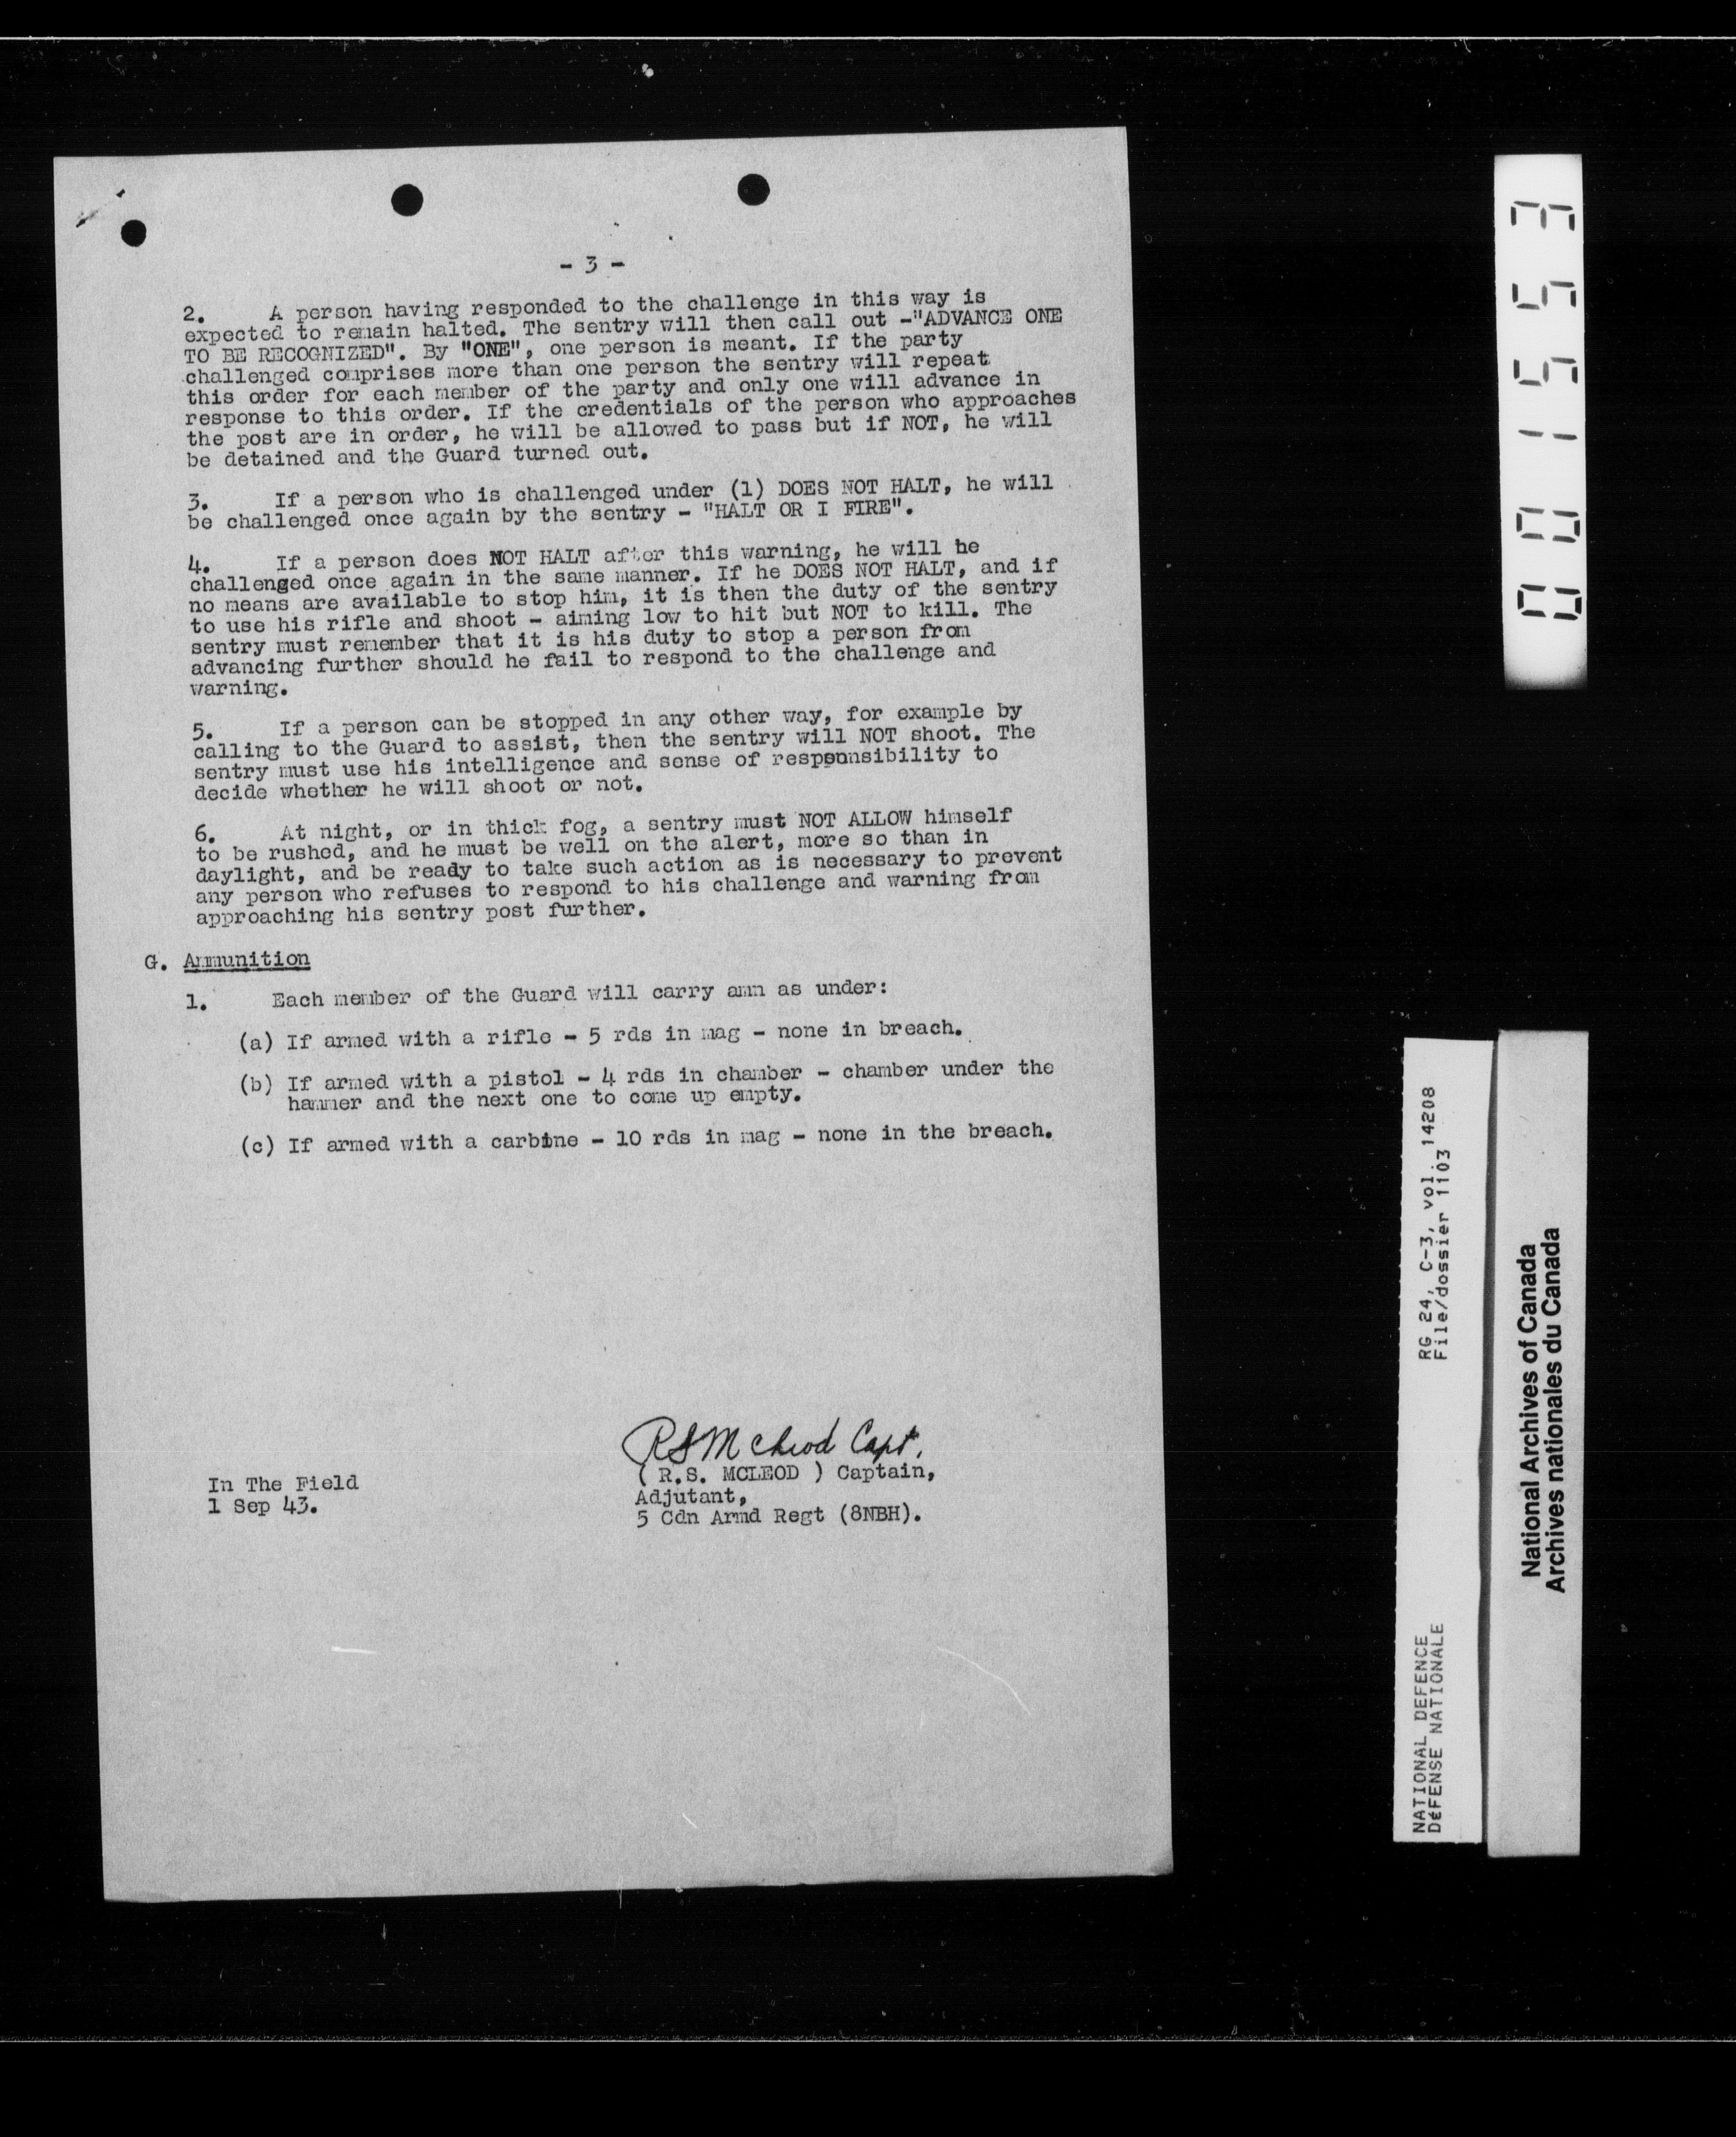 - 3 -
2. A person having responded to the challenge in this way is
expected to remain halted. The sentry will then call out -"ADVANCE ONE
TO BE RECOGNIZED". By "ONE", one person is meant. If the party
challenged comprises more than one person the sentry will repeat
this order for each member of the party and only one will advance in
response to this order. If the credentials of the person who approaches
the post are in order, he will be allowed to pass but if NOT, he will
be detained and the Guard turned out.
3. If a person who is challenged under (1) DOES NOT HALT, he will
be challenged once again by the sentry - "HALT OR I FIRE".
4. If a person does NOT HALT after this warning, he will be
challenged once again in the same manner. If he DOES NOT HALT, and if
no means are available to stop him, it is then the duty of the sentry
to use his rifle and shoot - aiming low to hit but NOT to kill. The
sentry must remember that it is his duty to stop a person from
advancing further should he fail to respond to the challenge and
warning.
5. If a person can be stopped in any other way, for example by
calling to the Guard to assist, then the sentry will NOT shoot. The
sentry must use his intelligence and sense of responsibility to
decide whether he will shoot or not.
6. At night, or in thick fog, a sentry must NOT ALLOW himself
to be rushed, and he must be well on the alert, more so than in
daylight, and be ready to take such action as is necessary to prevent
any person who refuses to respond to his challenge and warning from
approaching his sentry post further.
G. Ammunition
1. Each member of the Guard will carry amn as under:
(a) If armed with a rifle - 5 rds in mag - none in breach.
(b) If armed with a pistol - 4 rds in chamber - chamber under the
hammer and the next one to come up empty.
(c) If armed with a carbine - 10 rds in mag - none in the breach.
RSMcleod Capt.
( R.S. MCLEOD ) Captain,
Adjutant,
5 Cdn Armd Regt (8NBH).
In The Field
1 Sep 43.
001553
RG 24, C-3, vol. 14208
File/dossier 1103
NATIONAL DEFENCE
DéFENSE NATIONALE
National Archives of Canada
Archives nationales du Canada